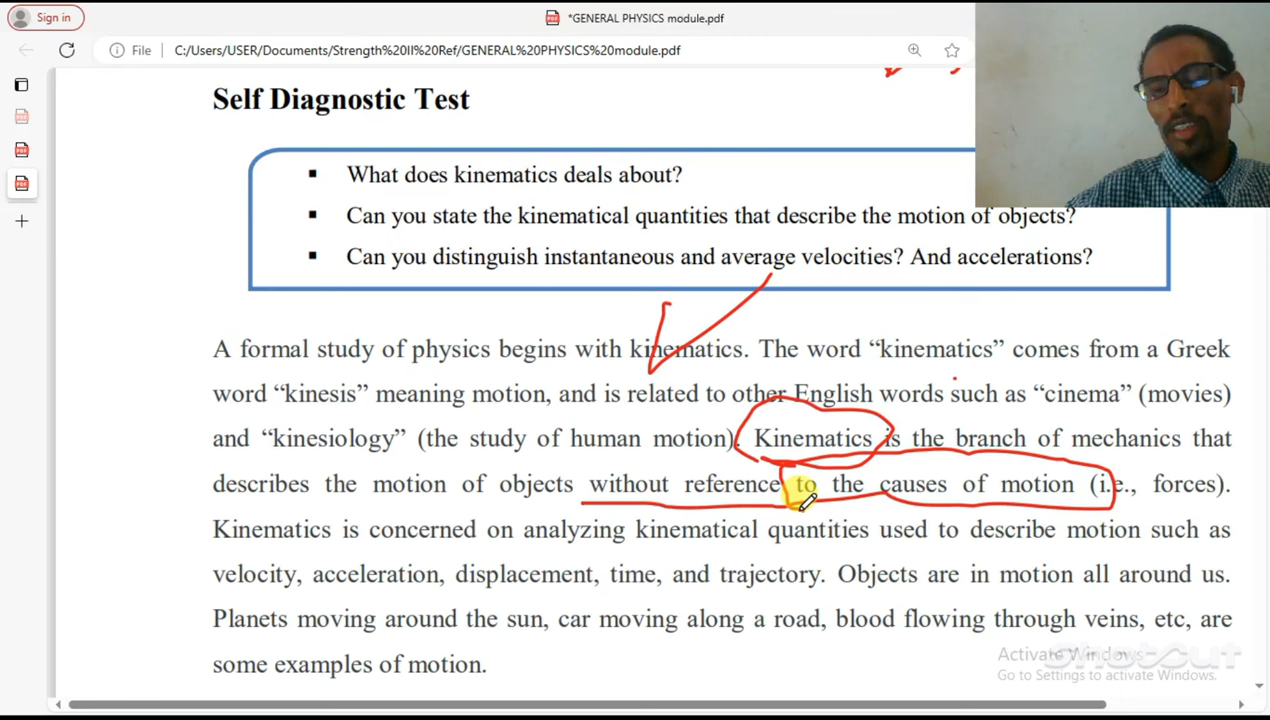 Sign in
*GENERAL PHYSICS module.pdf
File
C:/Users/USER/Documents/Strength%20II%20Ref/GENERAL%20PHYSICS%20module.pdf
Self Diagnostic Test
What does kinematics deals about?
Can you state the kinematical quantities that describe the motion of objects?
Can you distinguish instantaneous and average velocities? And accelerations?
A formal study of physics begins with kinematics. The word “kinematics” comes from a Greek
word “kinesis” meaning motion, and is related to other English words such as “cinema” (movies)
and “kinesiology” (the study of human motion). Kinematics is the branch of mechanics that
describes the motion of objects without reference to the causes of motion (i.e., forces).
Kinematics is concerned on analyzing kinematical quantities used to describe motion such as
velocity, acceleration, displacement, time, and trajectory. Objects are in motion all around us.
Planets moving around the sun, car moving along a road, blood flowing through veins, etc, are
some examples of motion.
Activate Windows
Go to Settings to activate Windows.
shotcut